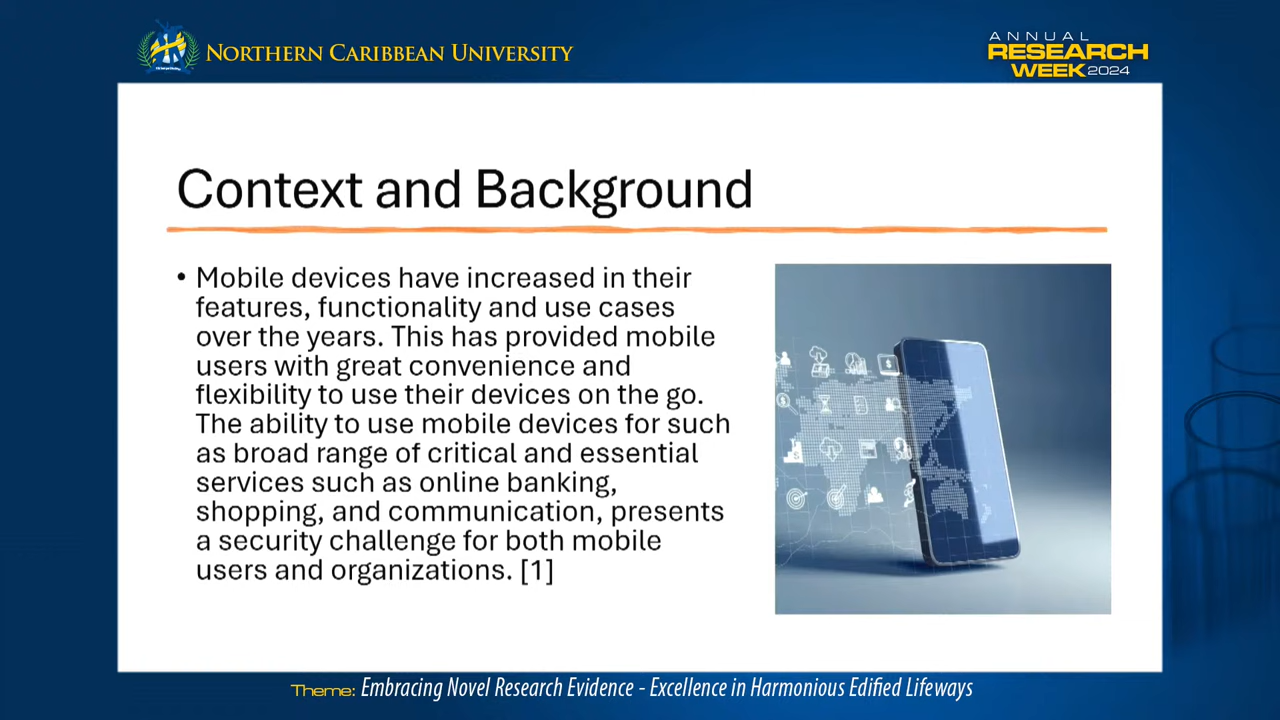 NORTHERN CARIBBEAN UNIVERSITY
ANNUAL
RESEARCH
WEEK 2024
Context and Background
• Mobile devices have increased in their
features, functionality and use cases
over the years. This has provided mobile
users with great convenience and
flexibility to use their devices on the go.
The ability to use mobile devices for such
as broad range of critical and essential
services such as online banking,
shopping, and communication, presents
a security challenge for both mobile
users and organizations. [1]
Theme: Embracing Novel Research Evidence - Excellence in Harmonious Edified Lifeways